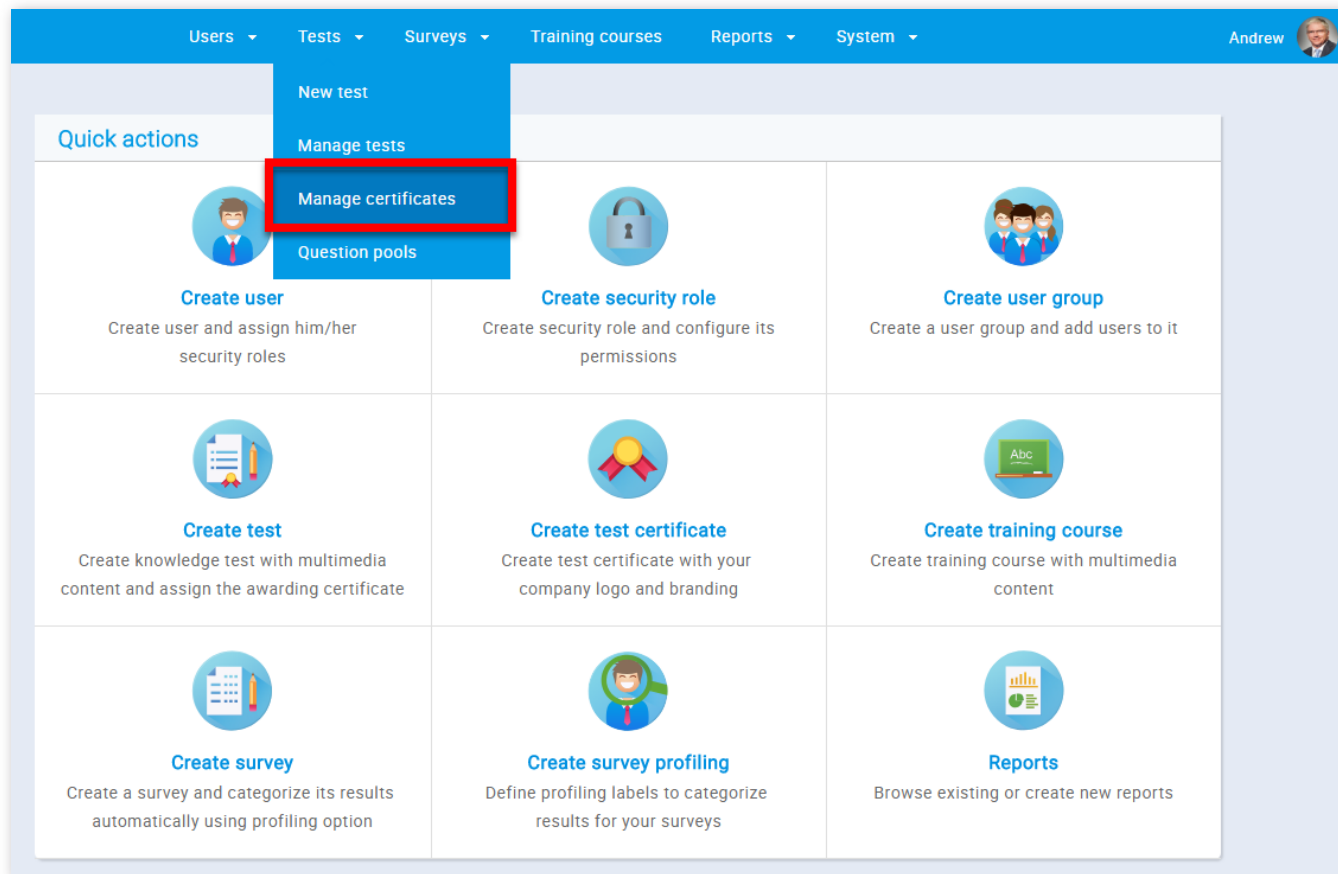 Users Tests Surveys Training courses Reports System Andrew
New test
Quick actions
Manage tests
Manage certificates
Question pools
Create user
Create user and assign him/her
security roles
Create security role
Create security role and configure its
permissions
Create user group
Create a user group and add users to it
Create test
Create knowledge test with multimedia
content and assign the awarding certificate
Create test certificate
Create test certificate with your
company logo and branding
Abc
Create training course
Create training course with multimedia
content
Create survey
Create a survey and categorize its results
automatically using profiling option
Create survey profiling
Define profiling labels to categorize
results for your surveys
Reports
Browse existing or create new reports